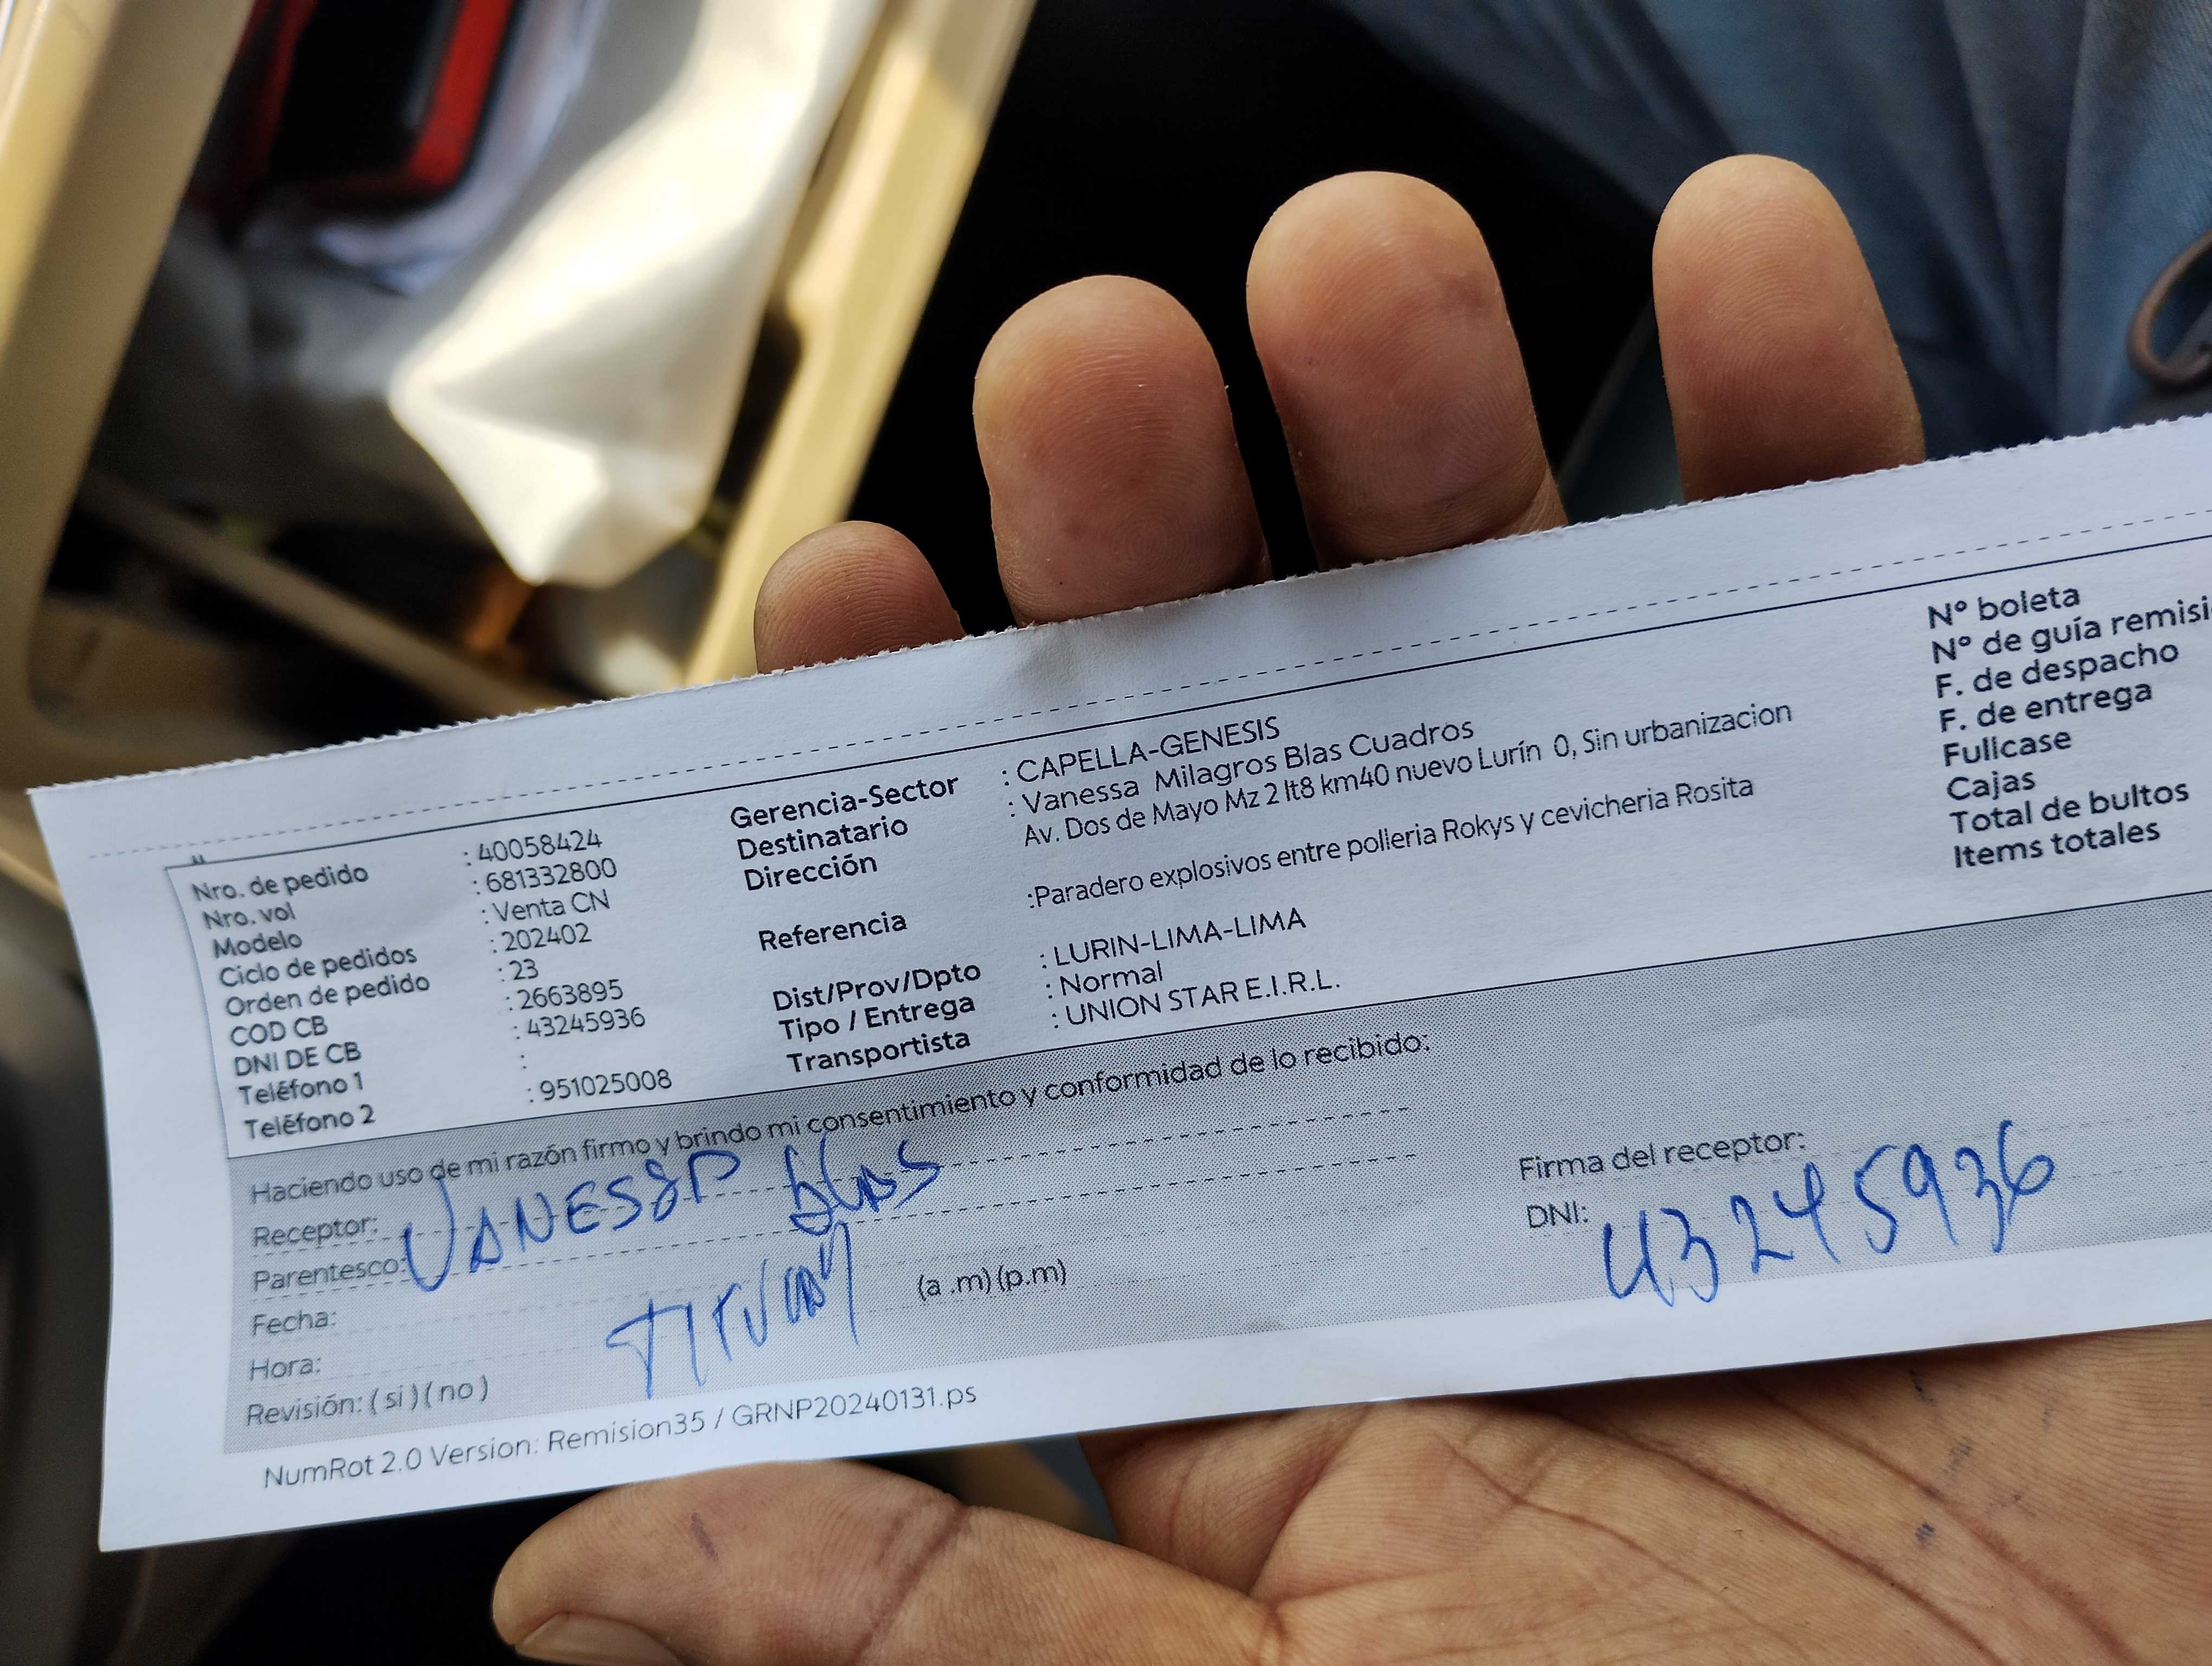 Nro. de pedido : 40058424
Nro. vol : 681332800
Modelo : Venta CN
Ciclo de pedidos : 202402
Orden de pedido : 23
COD CB : 2663895
DNI DE CB : 43245936
Teléfono 1 :
Teléfono 2 : 951025008
Gerencia-Sector : CAPELLA-GENESIS
Destinatario : Vanessa Milagros Blas Cuadros
Dirección Av. Dos de Mayo Mz 2 lt8 km40 nuevo Lurín 0, Sin urbanizacion
Referencia :Paradero explosivos entre polleria Rokys y cevicheria Rosita
Dist/Prov/Dpto : LURIN-LIMA-LIMA
Tipo / Entrega : Normal
Transportista : UNION STAR E.I.R.L.
Nº boleta
Nº de guía remisi
F. de despacho
F. de entrega
Fullcase
Cajas
Total de bultos
Items totales
Haciendo uso de mi razón firmo y brindo mi consentimiento y conformidad de lo recibido:
Receptor: VANESSA blas
Parentesco: TITULAR
Fecha:
Hora: (a .m) (p.m)
Revisión: ( si ) ( no )
Firma del receptor:
DNI: 43245936
NumRot 2.0 Version: Remision35 / GRNP20240131.ps